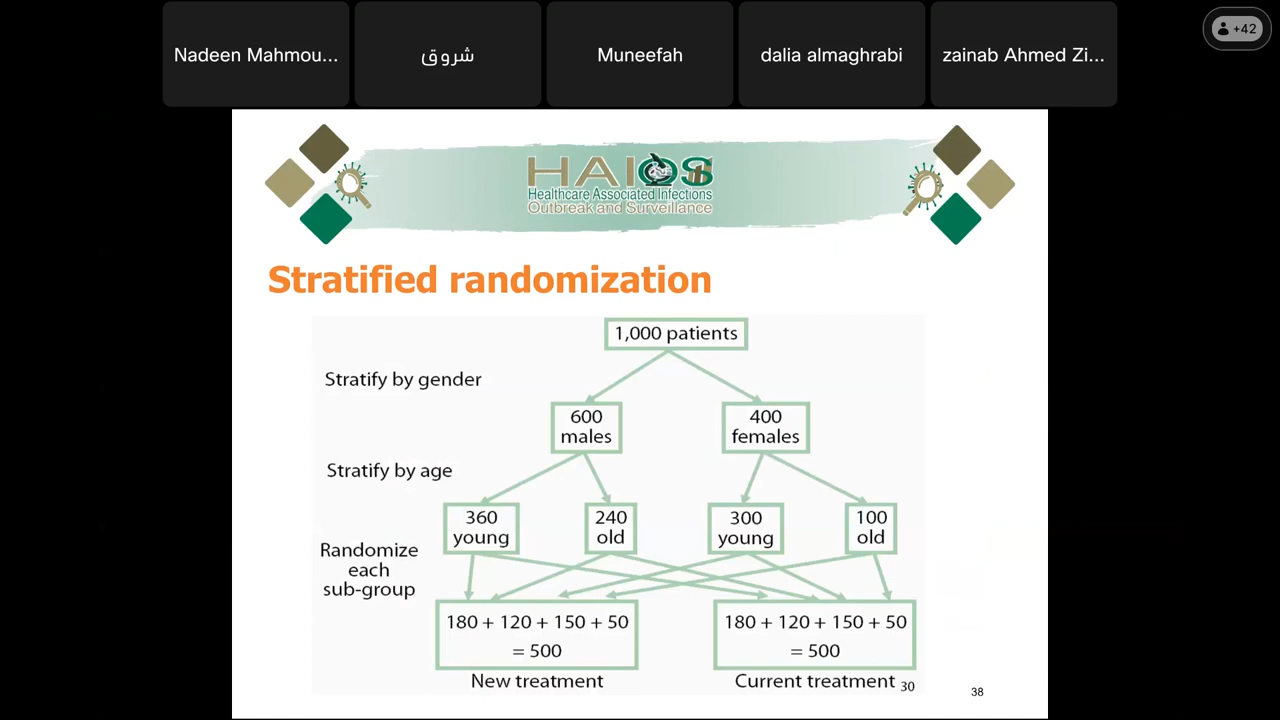 Nadeen Mahmou...
شروق
Muneefah
dalia almaghrabi
zainab Ahmed Zi...
+42
HAIOS
Healthcare Associated Infections
Outbreak and Surveillance
Stratified randomization
1,000 patients
Stratify by gender
600
males
400
females
Stratify by age
360
young
240
old
300
young
100
old
Randomize
each
sub-group
180 + 120 + 150 + 50
= 500
180 + 120 + 150 + 50
= 500
New treatment
Current treatment
30
38